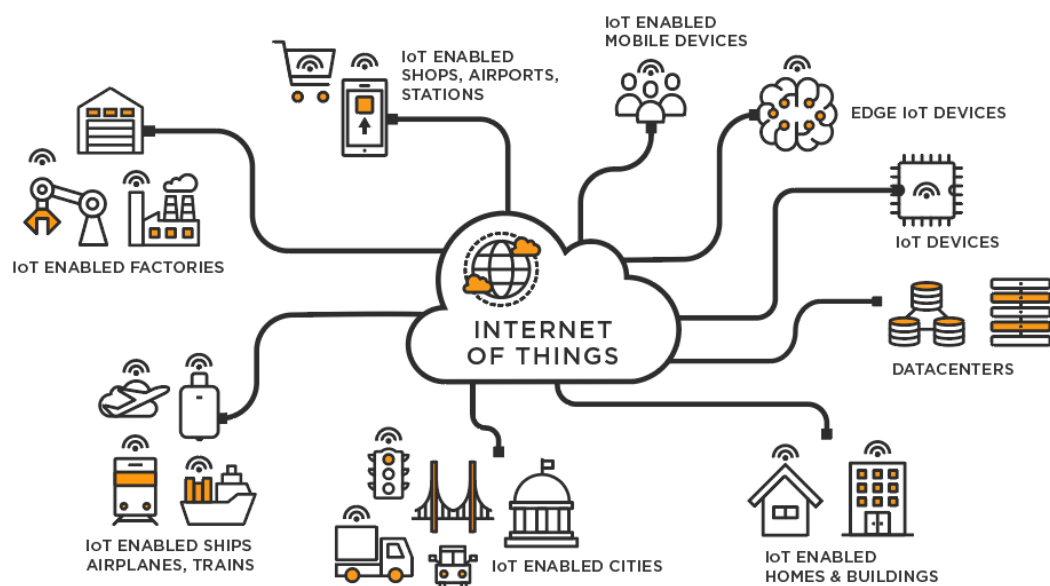 IoT ENABLED
SHOPS, AIRPORTS,
STATIONS
IoT ENABLED
MOBILE DEVICES
EDGE IoT DEVICES
IoT ENABLED FACTORIES
IoT DEVICES
INTERNET
OF THINGS
DATACENTERS
IoT ENABLED SHIPS
AIRPLANES, TRAINS
IoT ENABLED CITIES
IoT ENABLED
HOMES & BUILDINGS